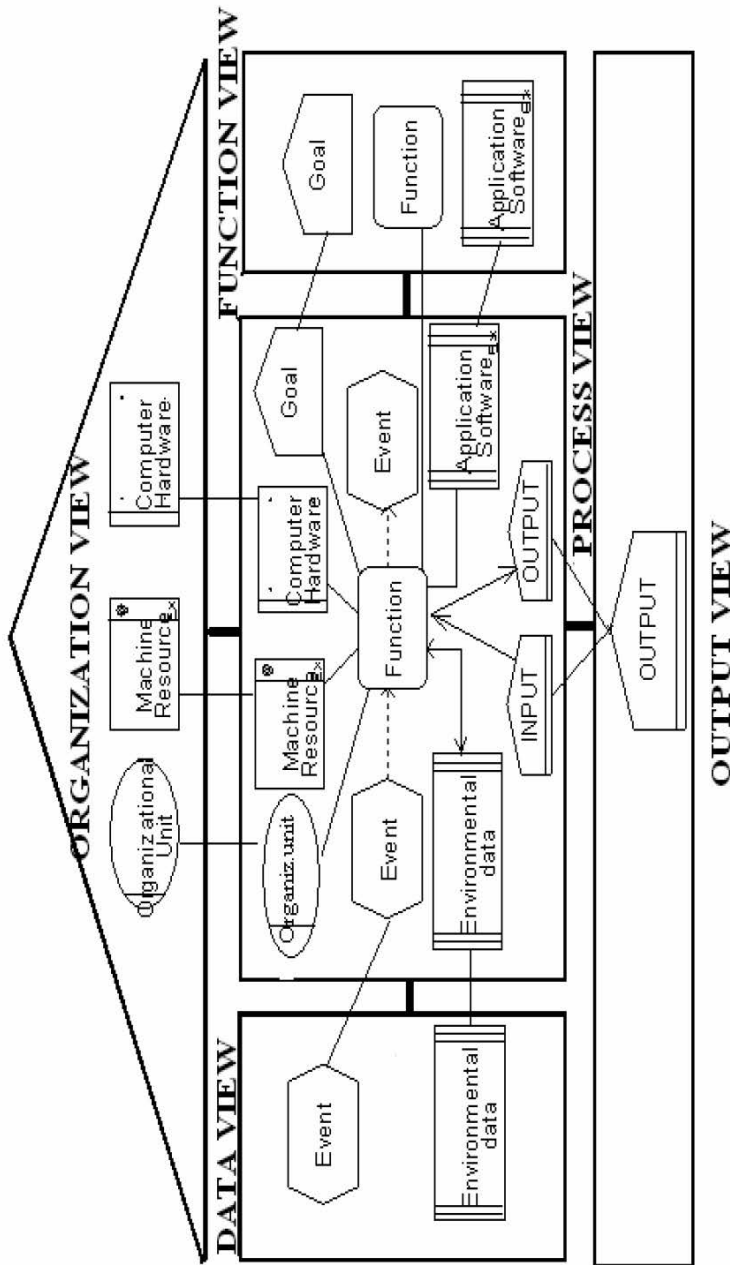 ORGANIZATION VIEW
Organizational
Unit
Machine
Resource
Computer
Hardware
DATA VIEW
FUNCTION VIEW
Event
Environmental
data
Organiz.unit
Machine
Resource
Computer
Hardware
Goal
Event
Function
Event
Environmental
data
Application
Software
INPUT
OUTPUT
Goal
Function
Application
Software
PROCESS VIEW
OUTPUT
OUTPUT VIEW